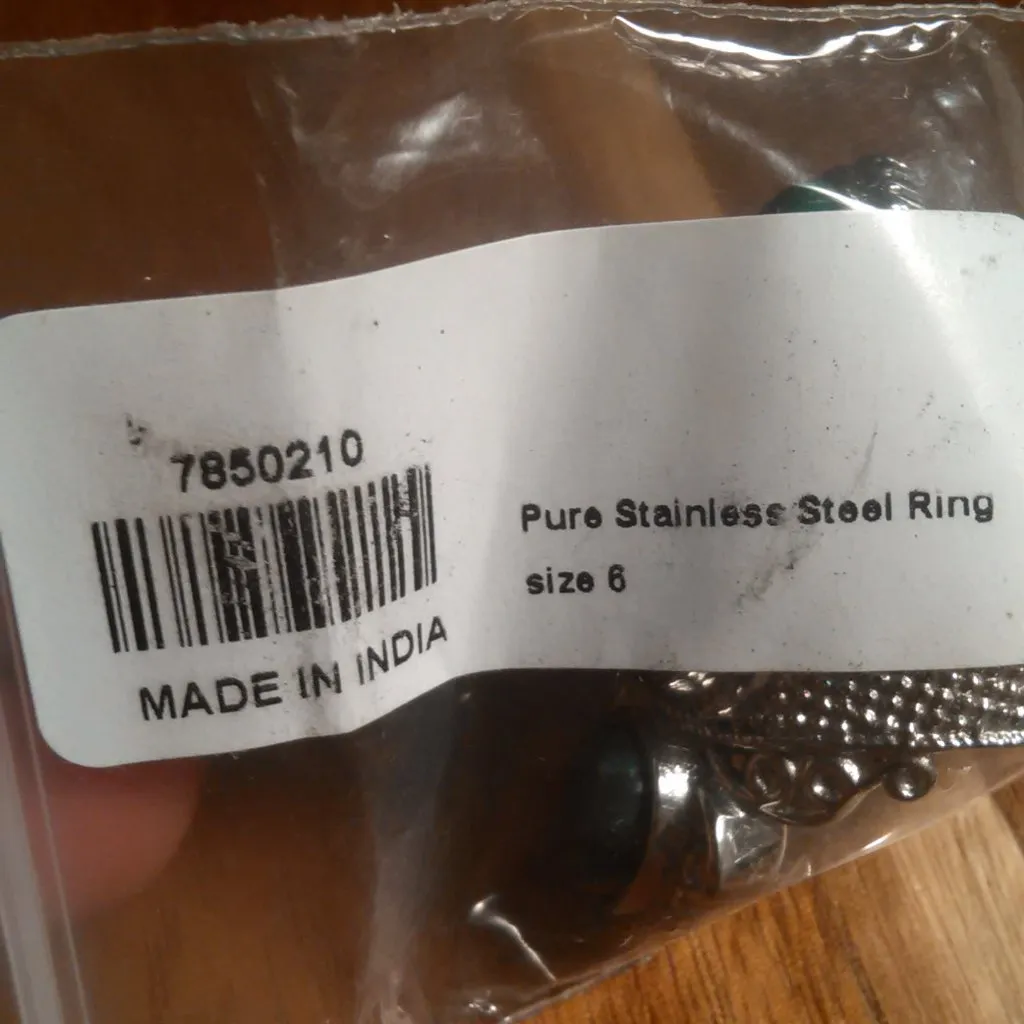 7850210
MADE IN INDIA
Pure Stainless Steel Ring
size 6